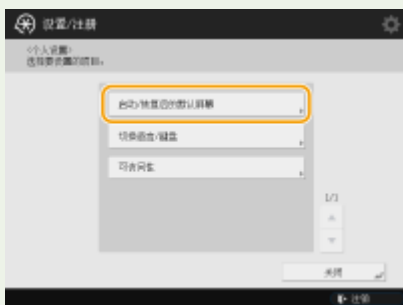 设置/注册
<个人设置>
选择要设置的项目。
启动/恢复后的默认屏幕
切换语言/键盘
可访问性
1/1
关闭
注销